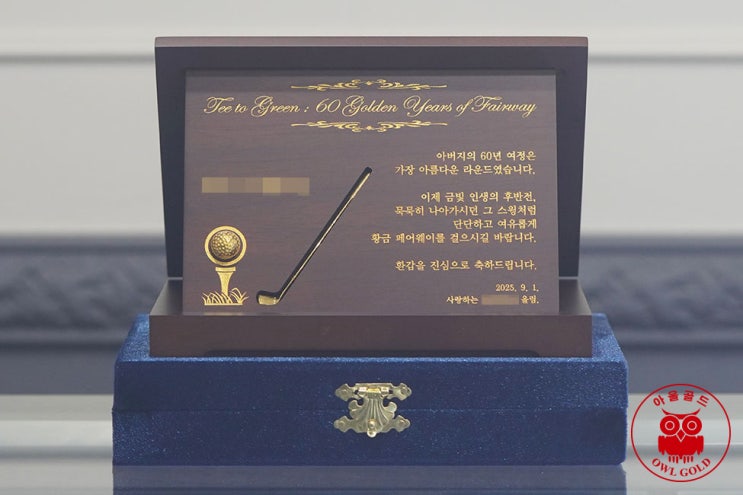 Tee to Green : 60 Golden Years of Fairway
아버지의 60년 여정은
가장 아름다운 라운드였습니다.
이제 금빛 인생의 후반전,
묵묵히 나아가시던 그 스윙처럼
단단하고 여유롭게
황금 페어웨이를 걸으시길 바랍니다.
환갑을 진심으로 축하드립니다.
2025. 9. 1.
사랑하는 올림.
아울골드
OWL GOLD